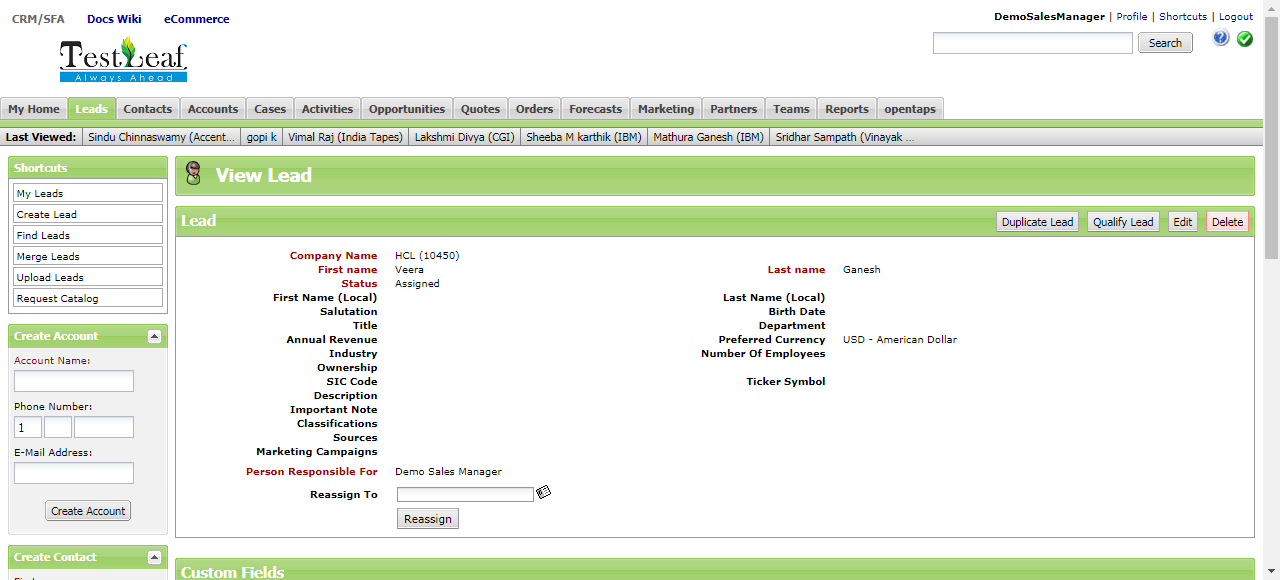 CRM/SFA Docs Wiki eCommerce
DemoSalesManager | Profile | Shortcuts | Logout
TestLeaf
Always Ahead
Search
My Home Leads Contacts Accounts Cases Activities Opportunities Quotes Orders Forecasts Marketing Partners Teams Reports opentaps
Last Viewed: Sindu Chinnaswamy (Accent... gopi k Vimal Raj (India Tapes) Lakshmi Divya (CGI) Sheeba M karthik (IBM) Mathura Ganesh (IBM) Sridhar Sampath (Vinayak ...
Shortcuts
My Leads
Create Lead
Find Leads
Merge Leads
Upload Leads
Request Catalog
Create Account
Account Name:
Phone Number:
1
E-Mail Address:
Create Account
Create Contact
View Lead
Lead Duplicate Lead Qualify Lead Edit Delete
Company Name HCL (10450)
First name Veera Last name Ganesh
Status Assigned
First Name (Local) Last Name (Local)
Salutation Birth Date
Title Department
Annual Revenue Preferred Currency USD - American Dollar
Industry Number Of Employees
Ownership
SIC Code Ticker Symbol
Description
Important Note
Classifications
Sources
Marketing Campaigns
Person Responsible For Demo Sales Manager
Reassign To
Reassign
Custom Fields